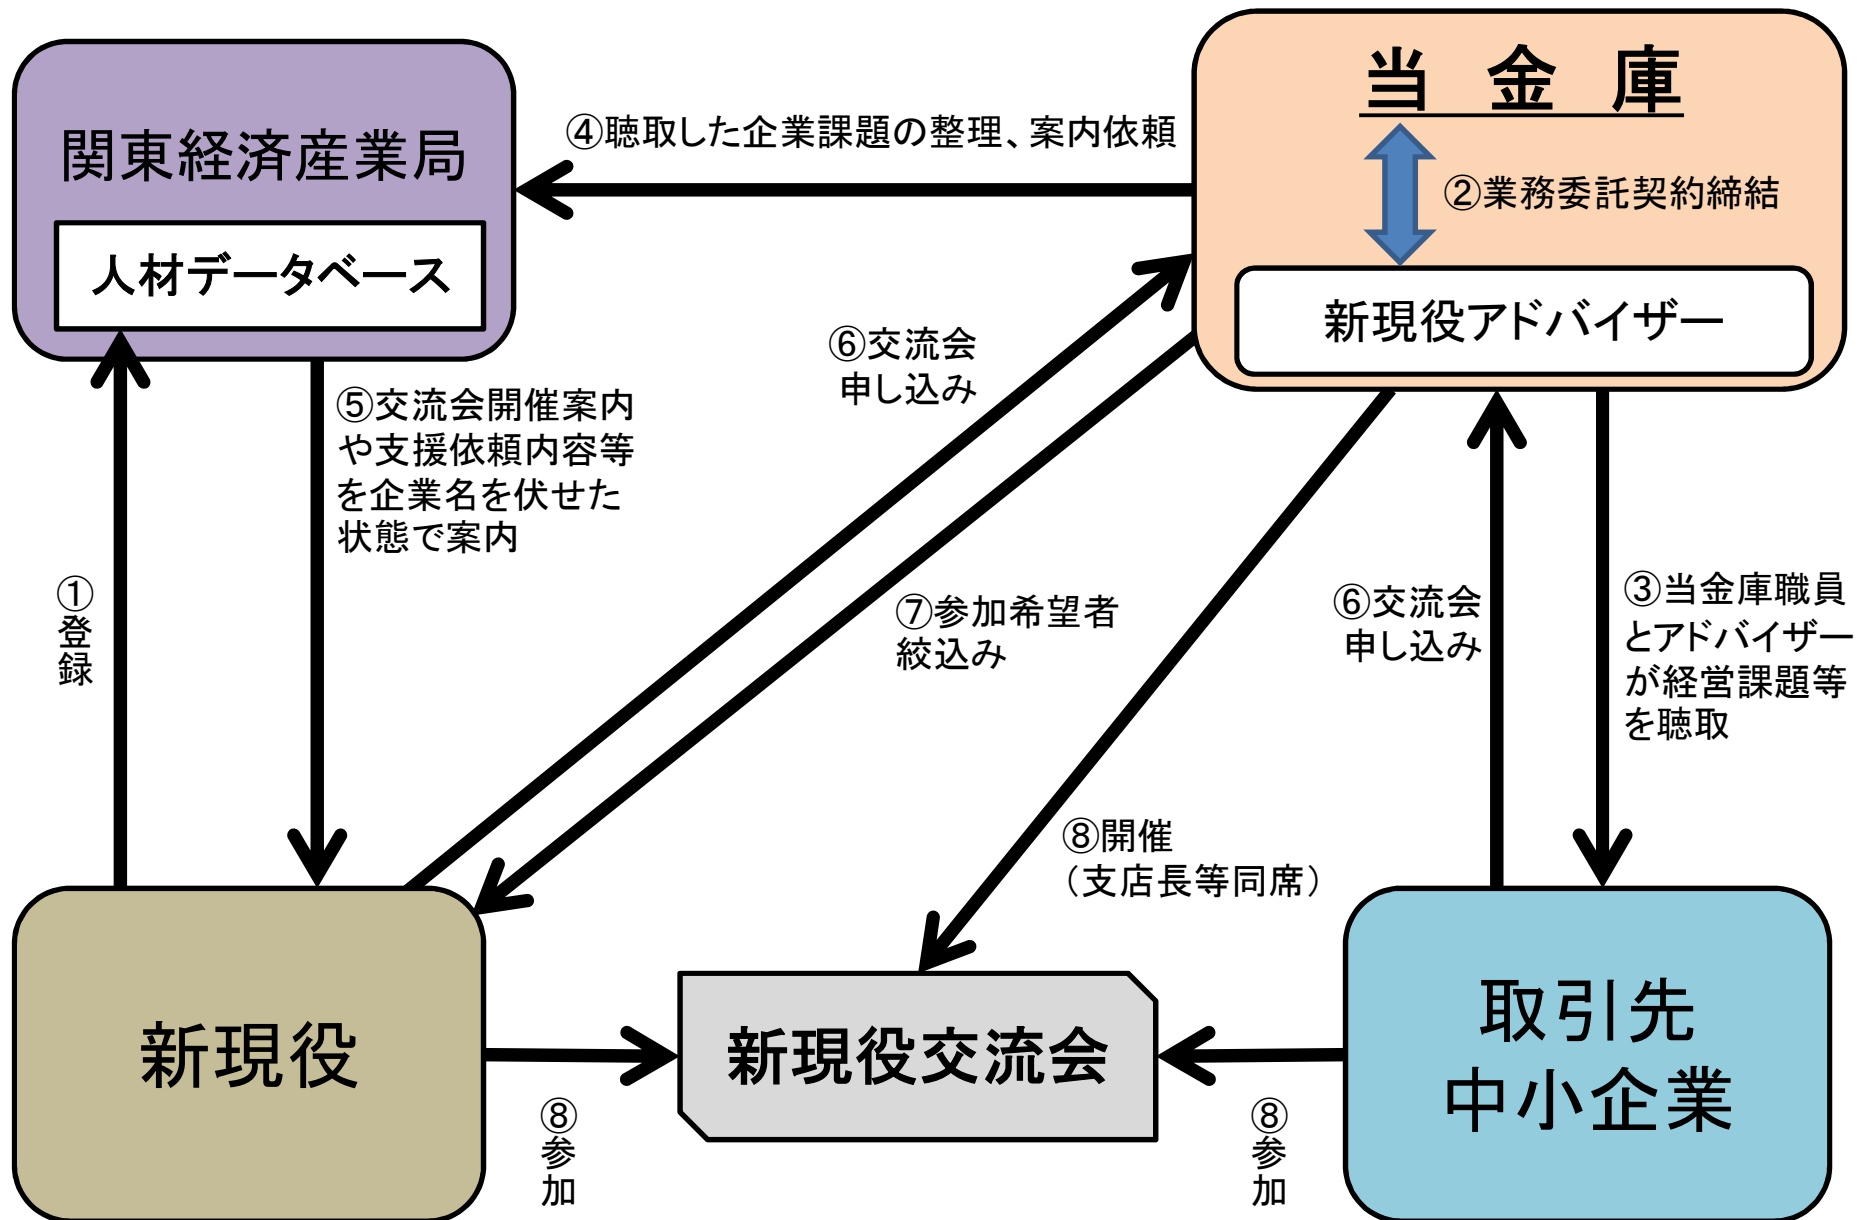 当 金 庫
関東経済産業局
④聴取した企業課題の整理、案内依頼
②業務委託契約締結
人材データベース
新現役アドバイザー
⑥交流会
申し込み
⑤交流会開催案内
や支援依頼内容等
を企業名を伏せた
状態で案内
①登録
⑦参加希望者
絞込み
⑥交流会
申し込み
③当金庫職員
とアドバイザー
が経営課題等
を聴取
⑧開催
（支店長等同席）
新現役
新現役交流会
取引先
中小企業
⑧参加
⑧参加